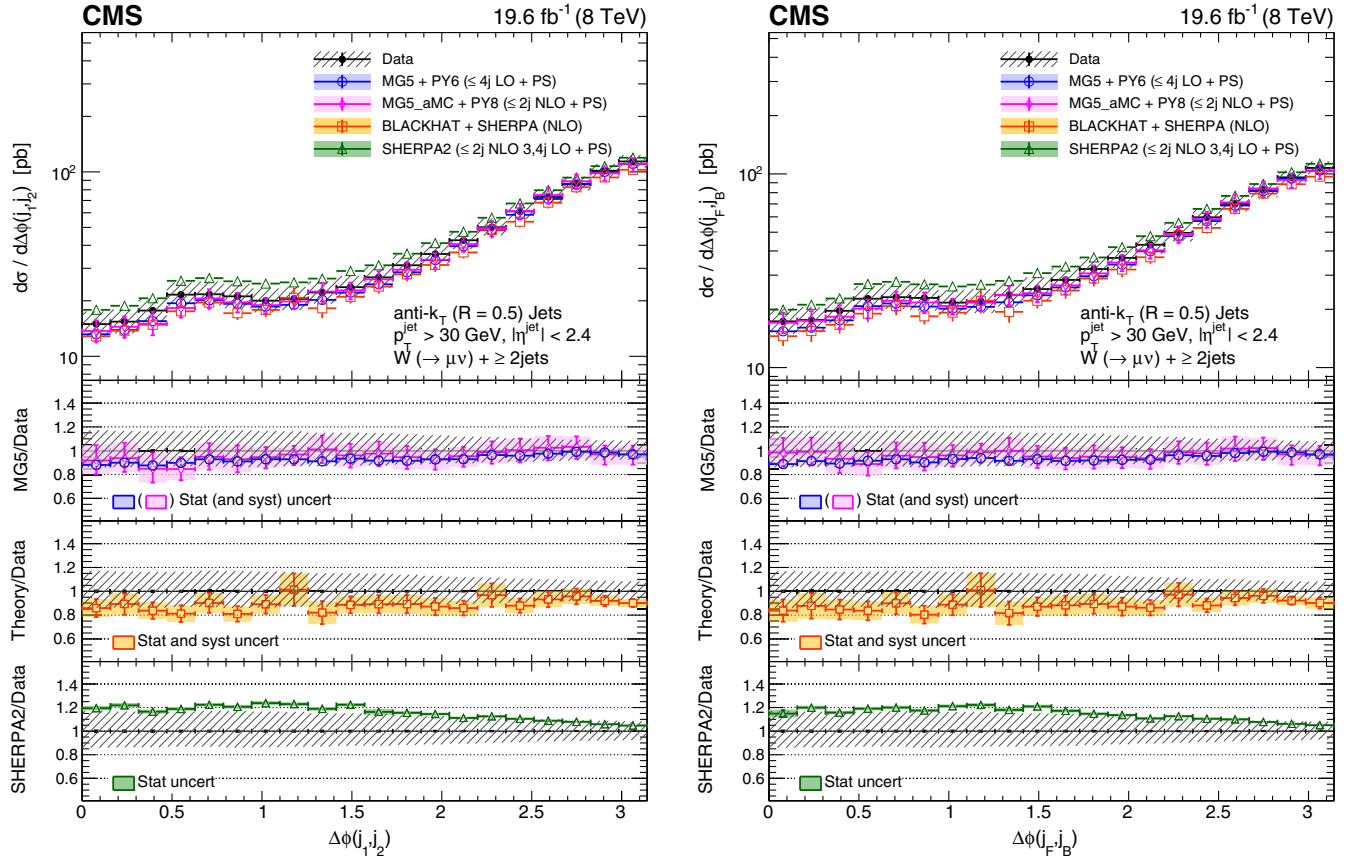 CMS 19.6 fb⁻¹ (8 TeV)
Data
MG5 + PY6 (≤ 4j LO + PS)
MG5_aMC + PY8 (≤ 2j NLO + PS)
BLACKHAT + SHERPA (NLO)
SHERPA2 (≤ 2j NLO 3,4j LO + PS)
dσ / dΔϕ(j₁,j₂) [pb]
10²
10
anti-k_T (R = 0.5) Jets
p_T^jet > 30 GeV, |η^jet| < 2.4
W (→ μν) + ≥ 2jets
MG5/Data
1.4
1.2
1
0.8
0.6
( ) Stat (and syst) uncert
Theory/Data
1.4
1.2
1
0.8
0.6
Stat and syst uncert
SHERPA2/Data
1.4
1.2
1
0.8
0.6
Stat uncert
0 0.5 1 1.5 2 2.5 3
Δϕ(j₁,j₂)
CMS 19.6 fb⁻¹ (8 TeV)
Data
MG5 + PY6 (≤ 4j LO + PS)
MG5_aMC + PY8 (≤ 2j NLO + PS)
BLACKHAT + SHERPA (NLO)
SHERPA2 (≤ 2j NLO 3,4j LO + PS)
dσ / dΔϕ(j_F,j_B) [pb]
10²
10
anti-k_T (R = 0.5) Jets
p_T^jet > 30 GeV, |η^jet| < 2.4
W (→ μν) + ≥ 2jets
MG5/Data
1.4
1.2
1
0.8
0.6
( ) Stat (and syst) uncert
Theory/Data
1.4
1.2
1
0.8
0.6
Stat and syst uncert
SHERPA2/Data
1.4
1.2
1
0.8
0.6
Stat uncert
0 0.5 1 1.5 2 2.5 3
Δϕ(j_F,j_B)